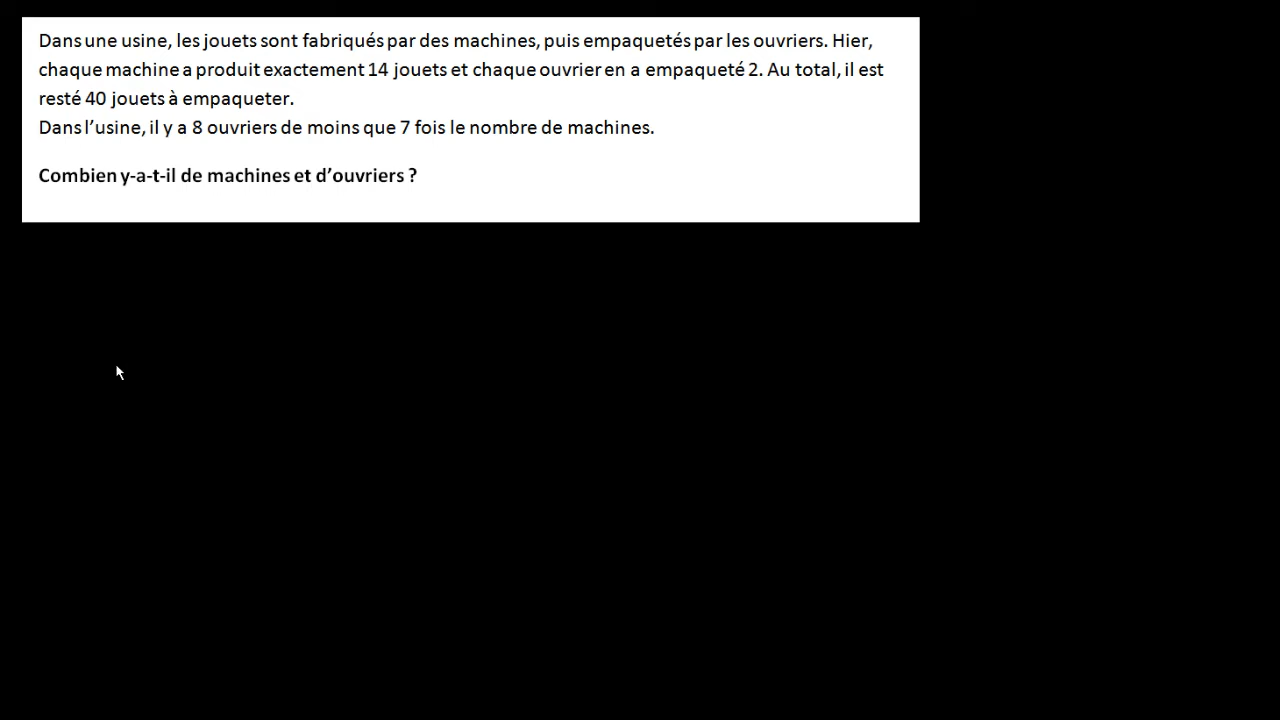 Dans une usine, les jouets sont fabriqués par des machines, puis empaquetés par les ouvriers. Hier,
chaque machine a produit exactement 14 jouets et chaque ouvrier en a empaqueté 2. Au total, il est
resté 40 jouets à empaqueter.
Dans l’usine, il y a 8 ouvriers de moins que 7 fois le nombre de machines.
Combien y-a-t-il de machines et d’ouvriers ?